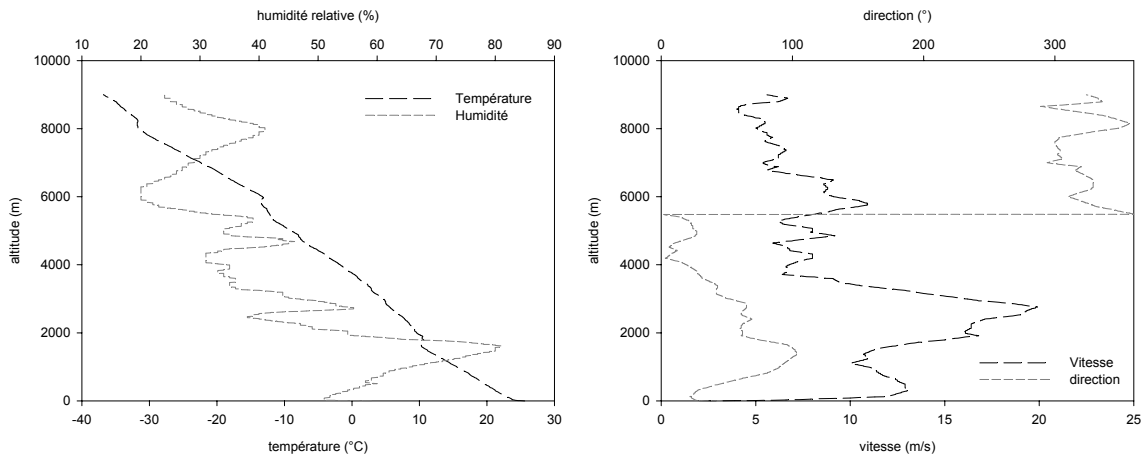 humidité relative (%)
10 20 30 40 50 60 70 80 90
altitude (m)
10000
8000
6000
4000
2000
0
Température
Humidité
-40 -30 -20 -10 0 10 20 30
température (°C)
direction (°)
0 100 200 300
altitude (m)
10000
8000
6000
4000
2000
0
Vitesse
direction
0 5 10 15 20 25
vitesse (m/s)